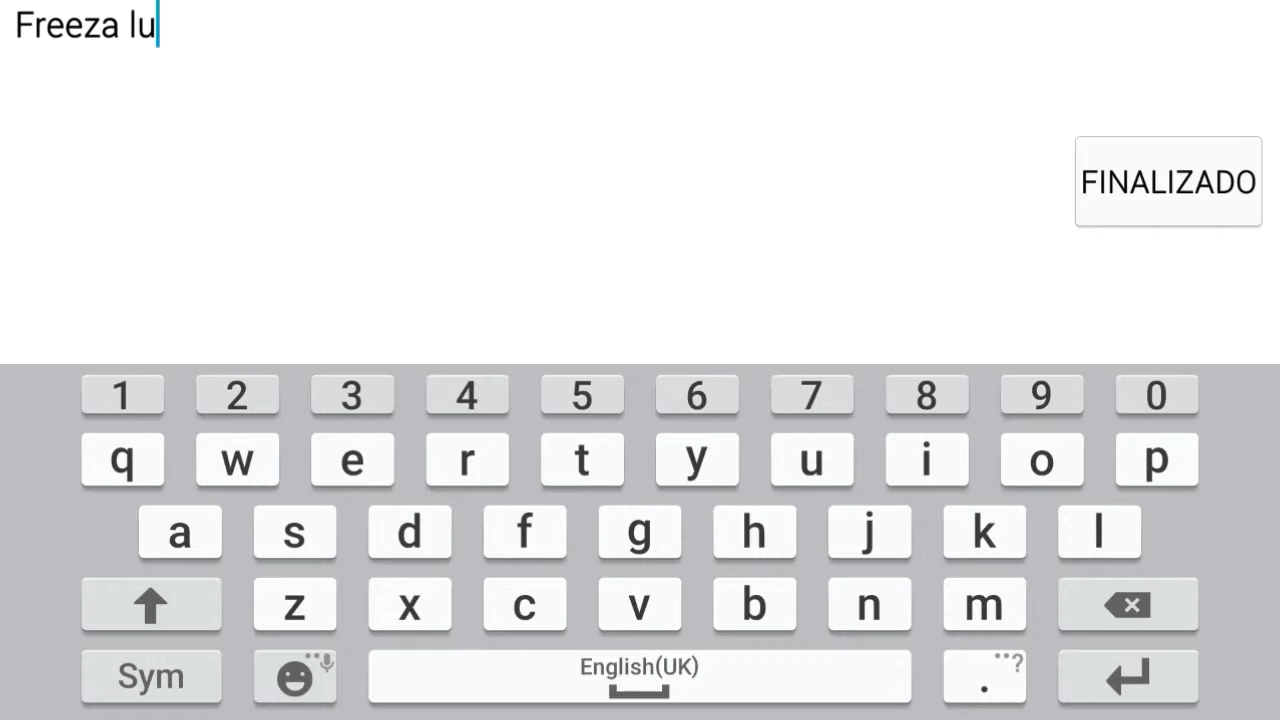 Freeza lu
FINALIZADO
1 2 3 4 5 6 7 8 9 0
q w e r t y u i o p
a s d f g h j k l
z x c v b n m
Sym English(UK) . ?